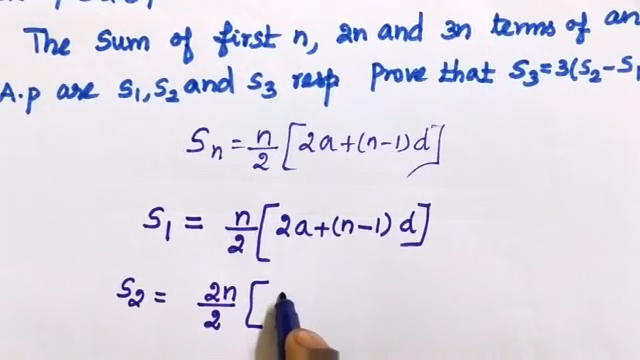 The Sum of first n, 2n and 3n terms of an
A.p are S₁, S₂ and S₃ resp Prove that S₃=3(S₂-S₁
Sₙ = n/2 [2a+(n-1)d]
S₁ = n/2 [2a+(n-1)d]
S₂ = 2n/2 [